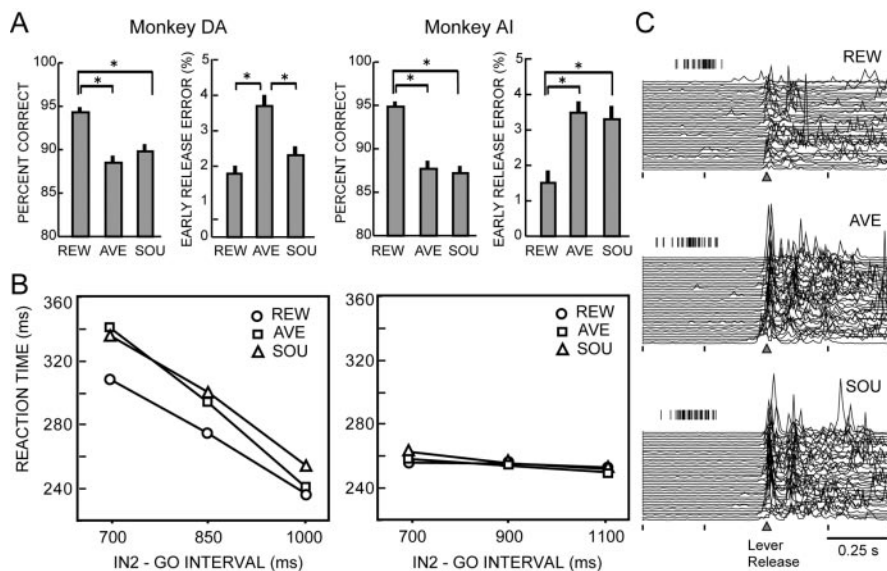 A
Monkey DA
Monkey AI
C
PERCENT CORRECT
100
95
90
85
80
REW AVE SOU
*
*
EARLY RELEASE ERROR (%)
5
4
3
2
1
0
REW AVE SOU
* *
PERCENT CORRECT
100
95
90
85
80
REW AVE SOU
*
*
EARLY RELEASE ERROR (%)
5
4
3
2
1
0
REW AVE SOU
*
*
B
REACTION TIME (ms)
360
320
280
240
REW
AVE
SOU
700 850 1000
IN2 - GO INTERVAL (ms)
360
320
280
240
REW
AVE
SOU
700 900 1100
IN2 - GO INTERVAL (ms)
REW
AVE
SOU
Lever
Release
0.25 s